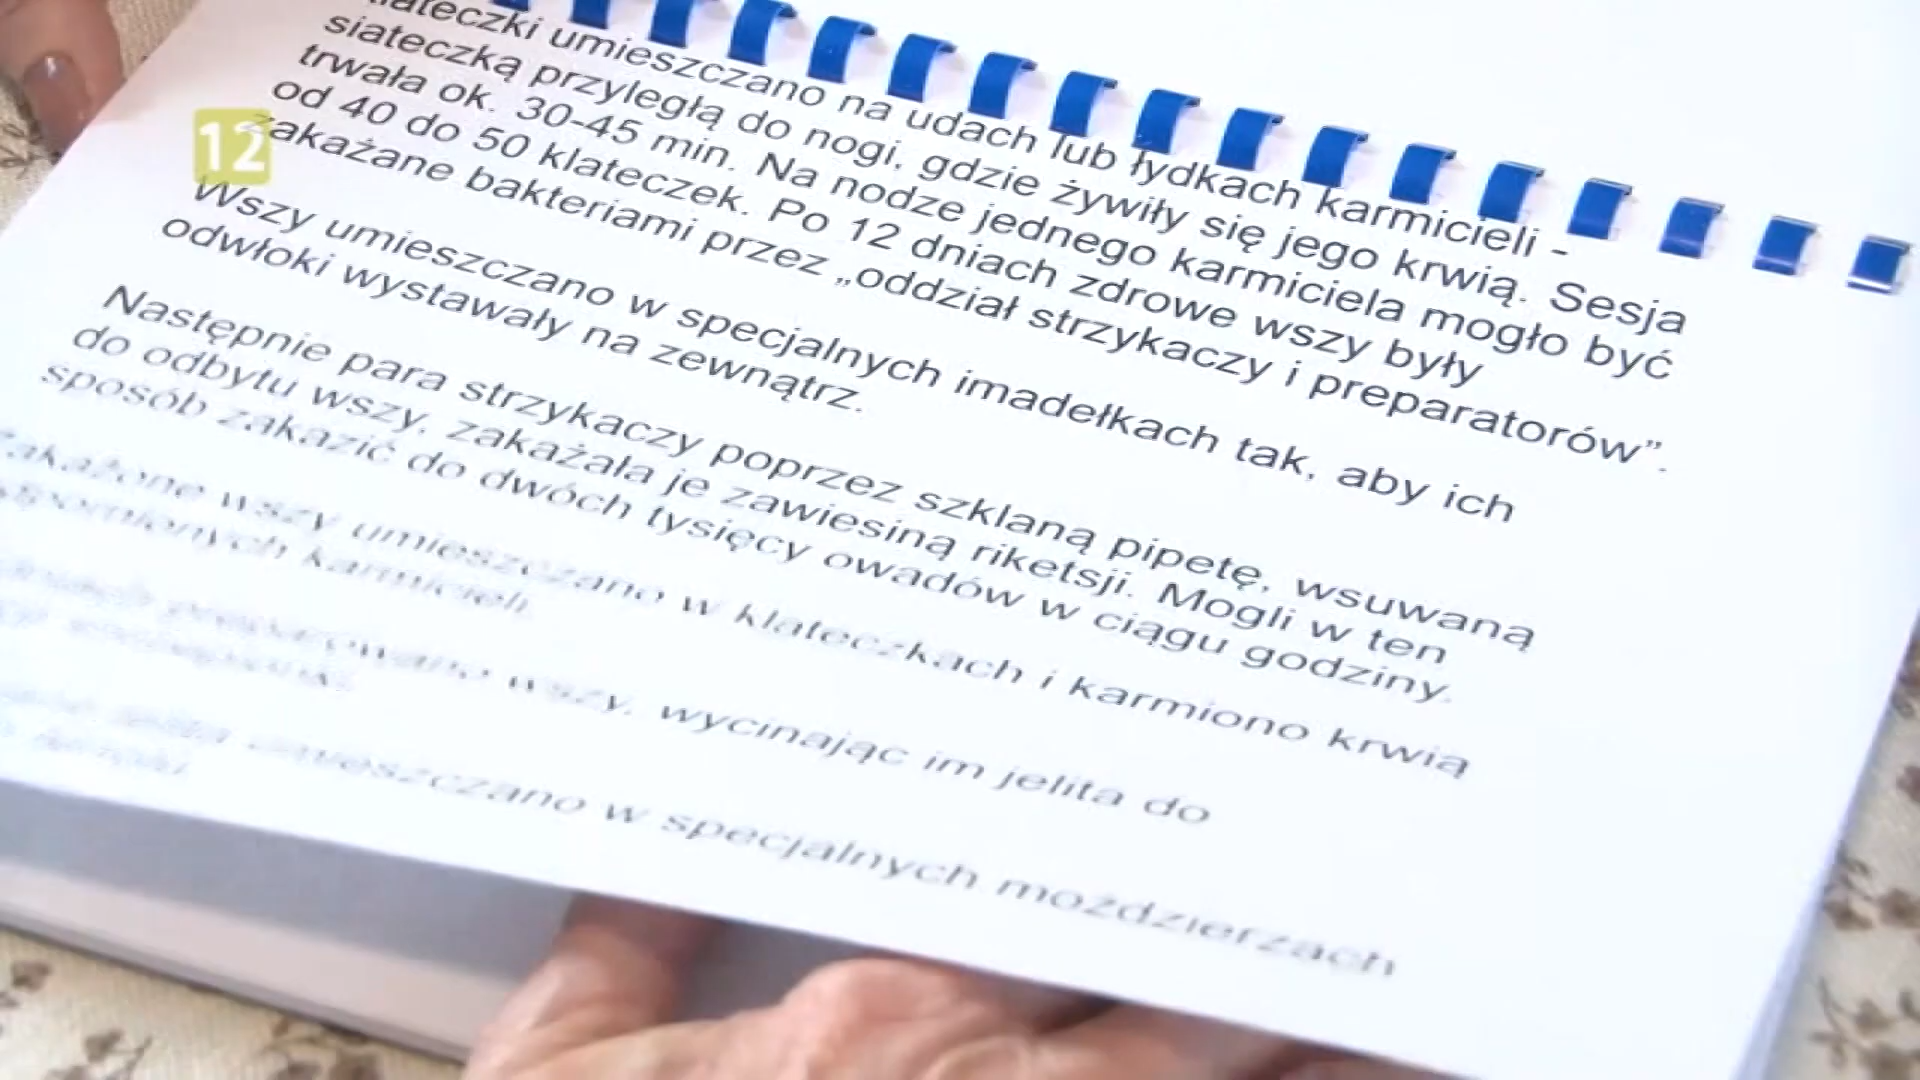 umieszczano na udach lub łydkach karmicieli -
siateczką przyległą do nogi, gdzie żywiły się jego krwią. Sesja
trwała ok. 30-45 min. Na nodze jednego karmiciela mogło być
od 40 do 50 klateczek. Po 12 dniach zdrowe wszy były
zakażane bakteriami przez „oddział strzykaczy i preparatorów”.
12
Wszy umieszczano w specjalnych imadełkach tak, aby ich
odwłoki wystawały na zewnątrz.
Następnie para strzykaczy poprzez szklaną pipetę, wsuwaną
do odbytu wszy, zakażała je zawiesiną riketsji. Mogli w ten
sposób zakazić do dwóch tysięcy owadów w ciągu godziny.
wszy umieszczano w klateczkach i karmiono krwią
karmicieli.
preparowano wszy, wycinając im jelita do
umieszczano w specjalnych moździerzach